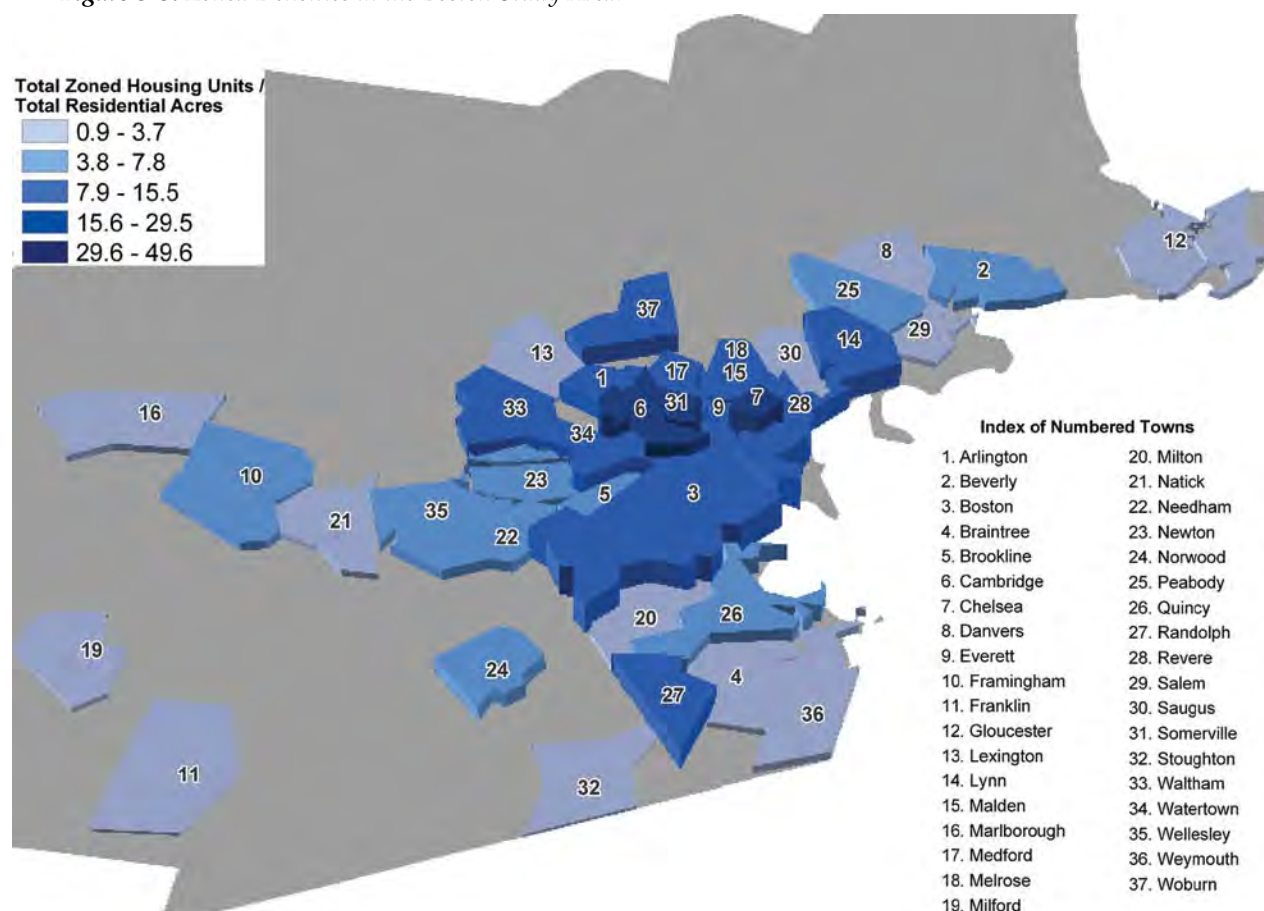 Total Zoned Housing Units /
Total Residential Acres
0.9 - 3.7
3.8 - 7.8
7.9 - 15.5
15.6 - 29.5
29.6 - 49.6
12
8
2
25
37
29
14
13
18
30
17
15
1
7
16
33
6
31
9
28
34
10
23
3
5
35
21
22
20
26
19
24
4
27
36
11
32
Index of Numbered Towns
1. Arlington
2. Beverly
3. Boston
4. Braintree
5. Brookline
6. Cambridge
7. Chelsea
8. Danvers
9. Everett
10. Framingham
11. Franklin
12. Gloucester
13. Lexington
14. Lynn
15. Malden
16. Marlborough
17. Medford
18. Melrose
19. Milford
20. Milton
21. Natick
22. Needham
23. Newton
24. Norwood
25. Peabody
26. Quincy
27. Randolph
28. Revere
29. Salem
30. Saugus
31. Somerville
32. Stoughton
33. Waltham
34. Watertown
35. Wellesley
36. Weymouth
37. Woburn